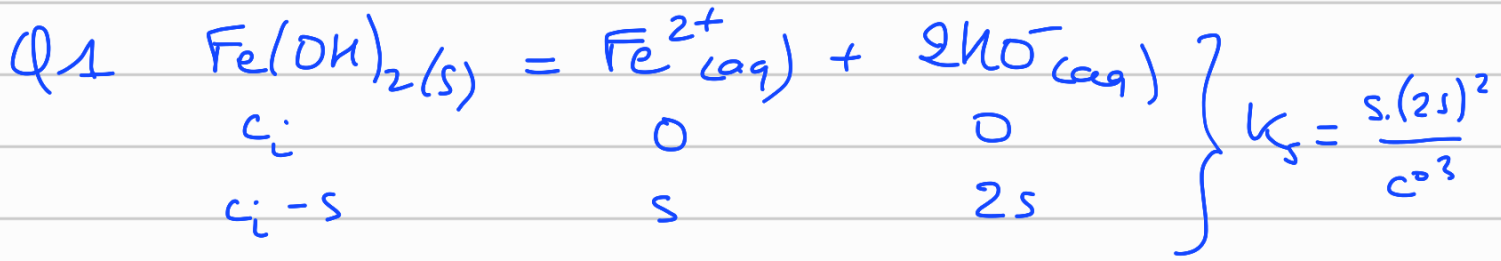 Q1 Fe(OH)₂(s) = Fe²⁺(aq) + 2HO⁻(aq) } Kₛ = s.(2s)² / c°³
cᵢ 0 0
cᵢ - s s 2s